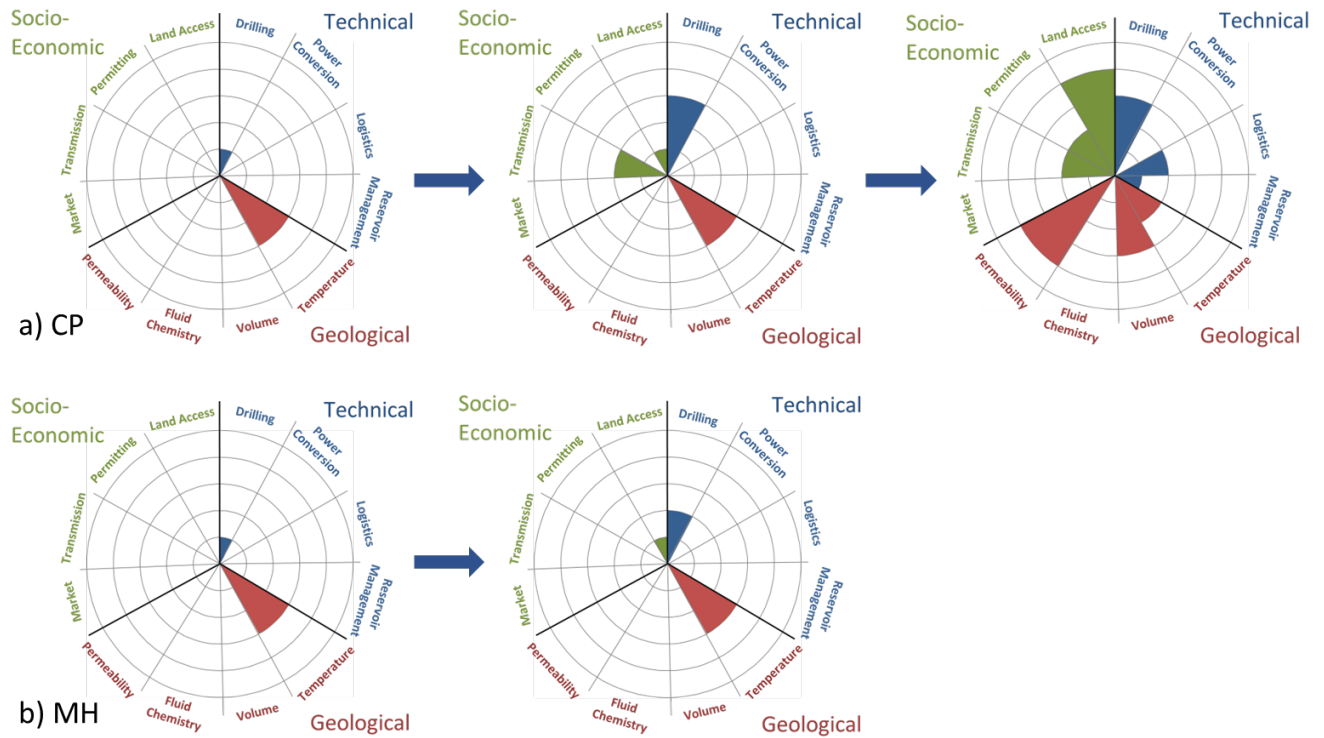 Socio-
Economic
Land Access
Drilling
Technical
Permitting
Power
Conversion
Transmission
Logistics
Market
Reservoir
Management
Permeability
Fluid
Chemistry
Volume
Temperature
Geological
Socio-
Economic
Land Access
Drilling
Technical
Permitting
Power
Conversion
Transmission
Logistics
Market
Reservoir
Management
Permeability
Fluid
Chemistry
Volume
Temperature
Geological
Socio-
Economic
Land Access
Drilling
Technical
Permitting
Power
Conversion
Transmission
Logistics
Market
Reservoir
Management
Permeability
Fluid
Chemistry
Volume
Temperature
Geological
a) CP
Socio-
Economic
Land Access
Drilling
Technical
Permitting
Power
Conversion
Transmission
Logistics
Market
Reservoir
Management
Permeability
Fluid
Chemistry
Volume
Temperature
Geological
Socio-
Economic
Land Access
Drilling
Technical
Permitting
Power
Conversion
Transmission
Logistics
Market
Reservoir
Management
Permeability
Fluid
Chemistry
Volume
Temperature
Geological
b) MH